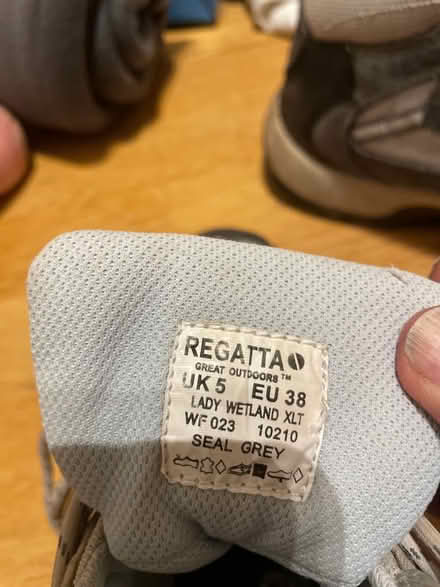 REGATTA
GREAT OUTDOORS™
UK 5 EU 38
LADY WETLAND XLT
WF 023 10210
SEAL GREY